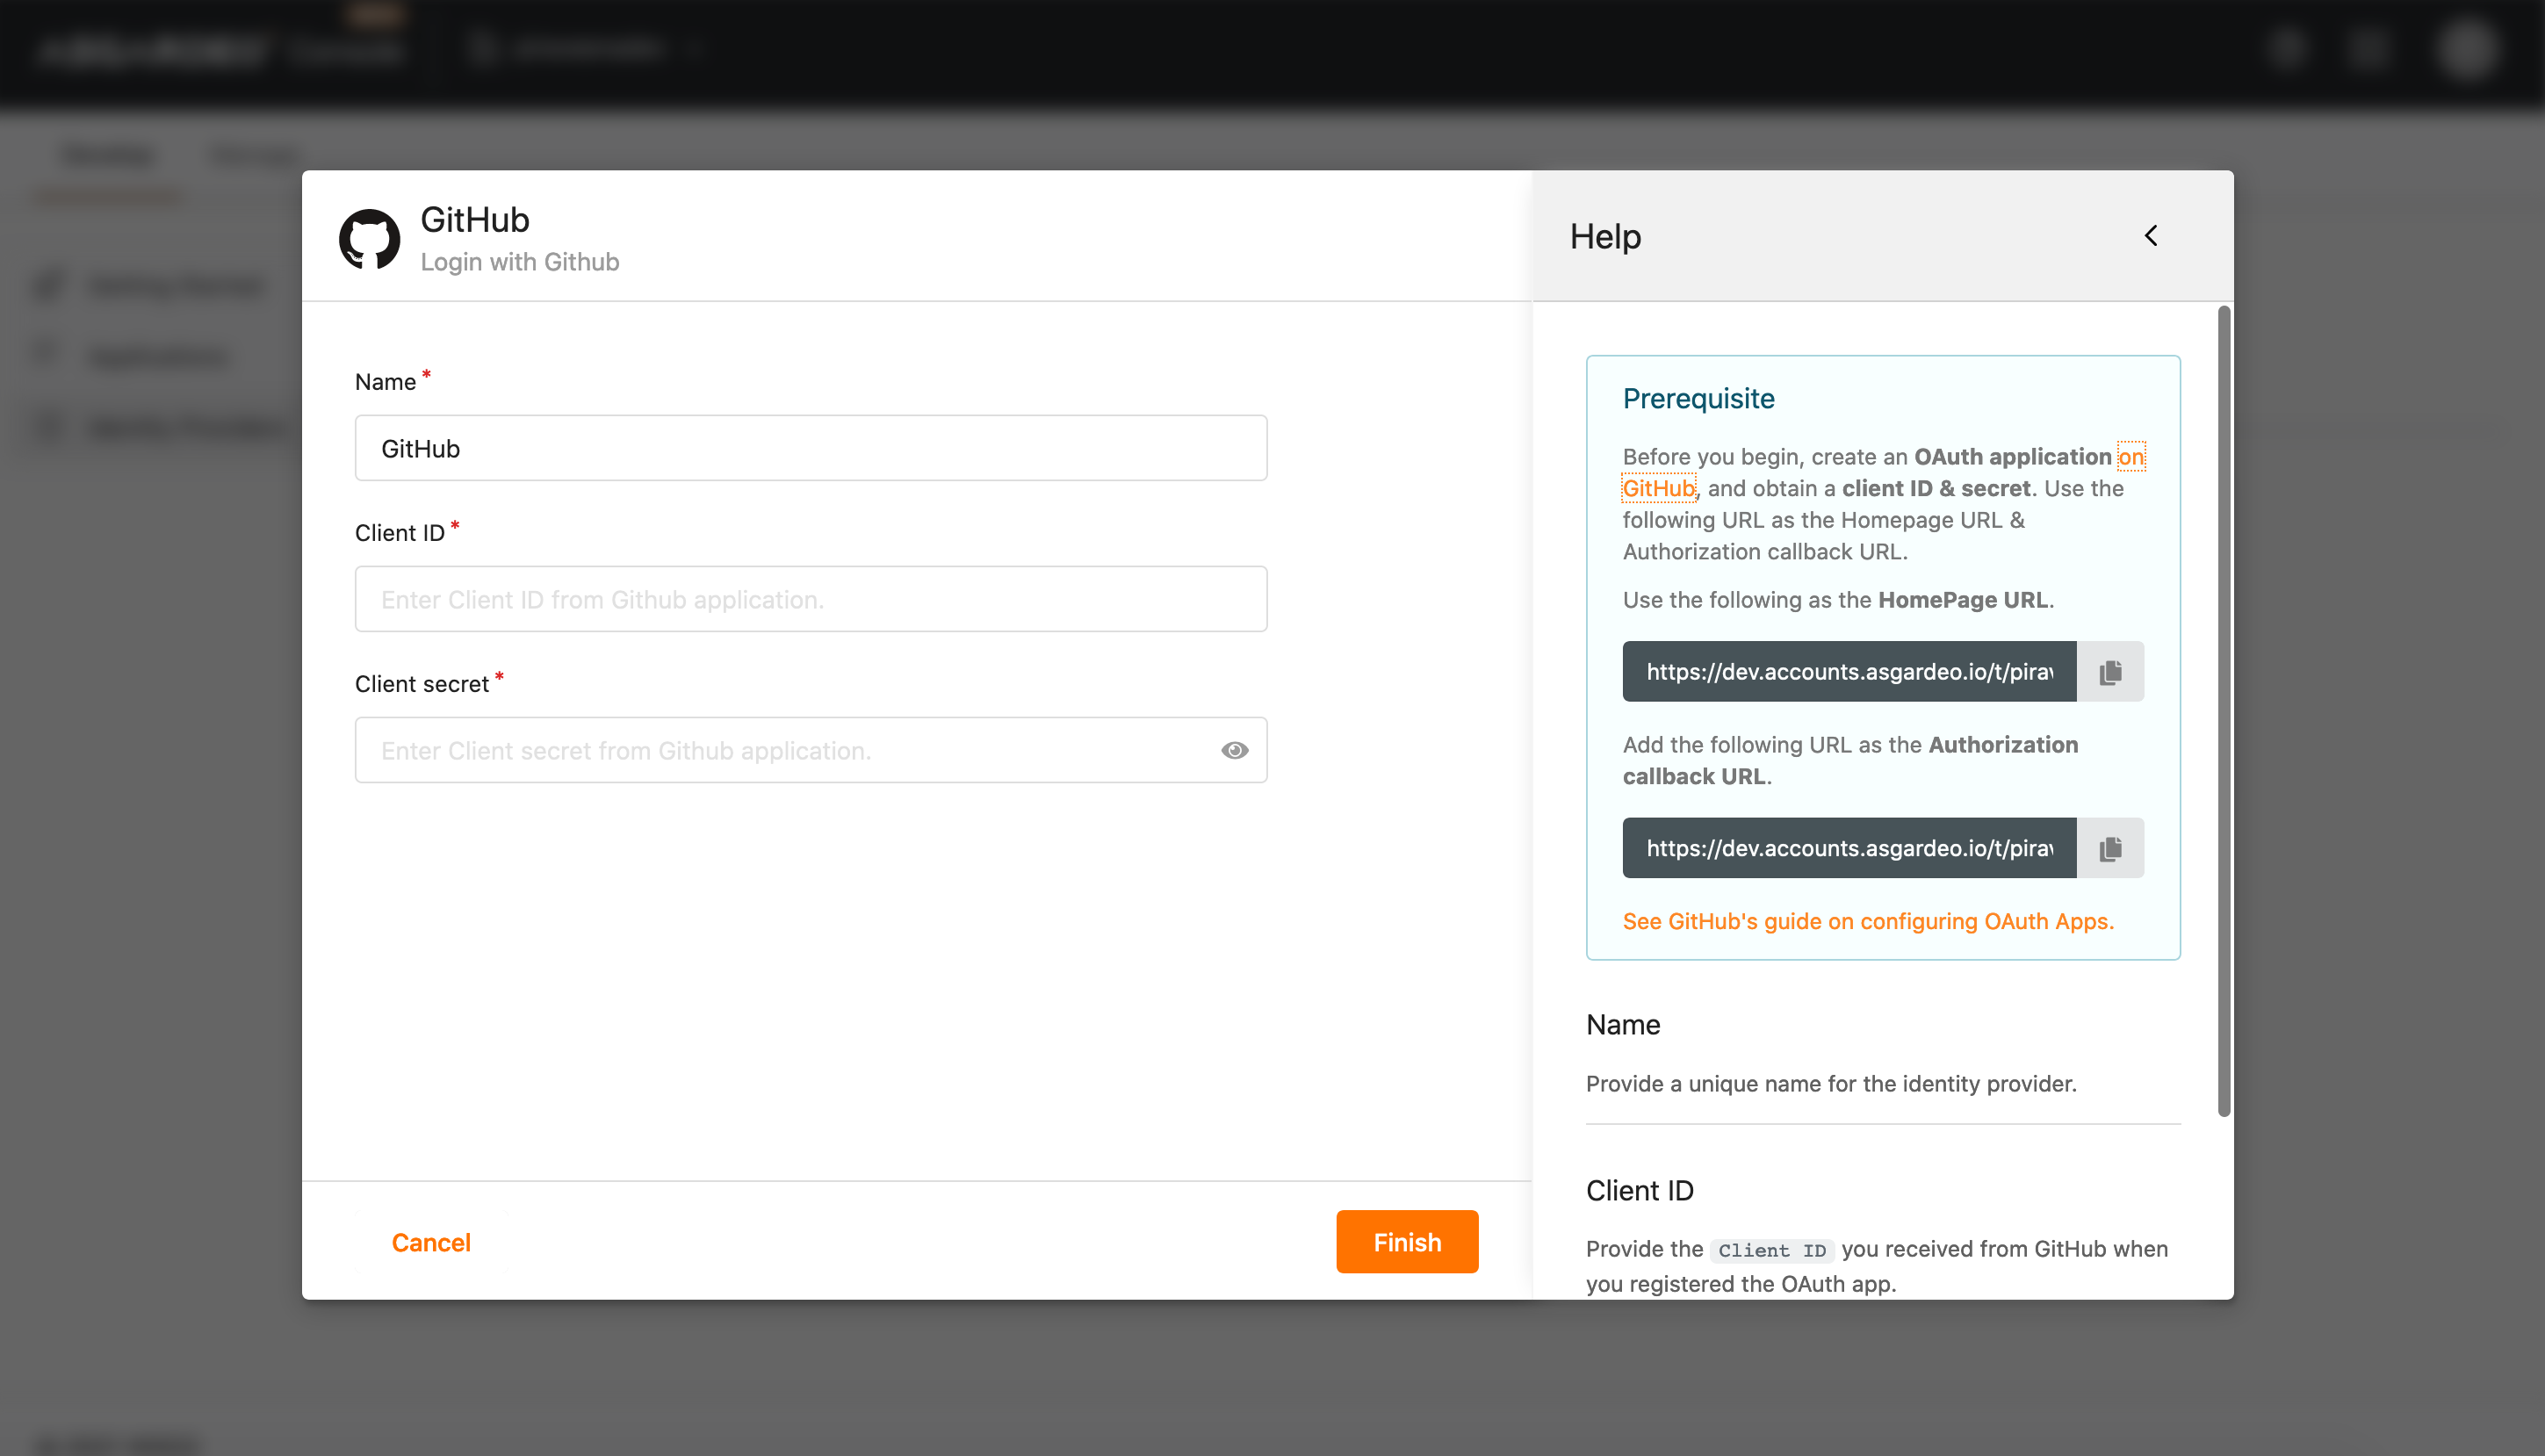 GitHub
Login with Github
Name *
GitHub
Client ID *
Enter Client ID from Github application.
Client secret *
Enter Client secret from Github application.
Cancel
Finish
Help
Prerequisite
Before you begin, create an OAuth application on
GitHub, and obtain a client ID & secret. Use the
following URL as the Homepage URL &
Authorization callback URL.
Use the following as the HomePage URL.
https://dev.accounts.asgardeo.io/t/pirav
Add the following URL as the Authorization
callback URL.
https://dev.accounts.asgardeo.io/t/pirav
See GitHub's guide on configuring OAuth Apps.
Name
Provide a unique name for the identity provider.
Client ID
Provide the Client ID you received from GitHub when
you registered the OAuth app.